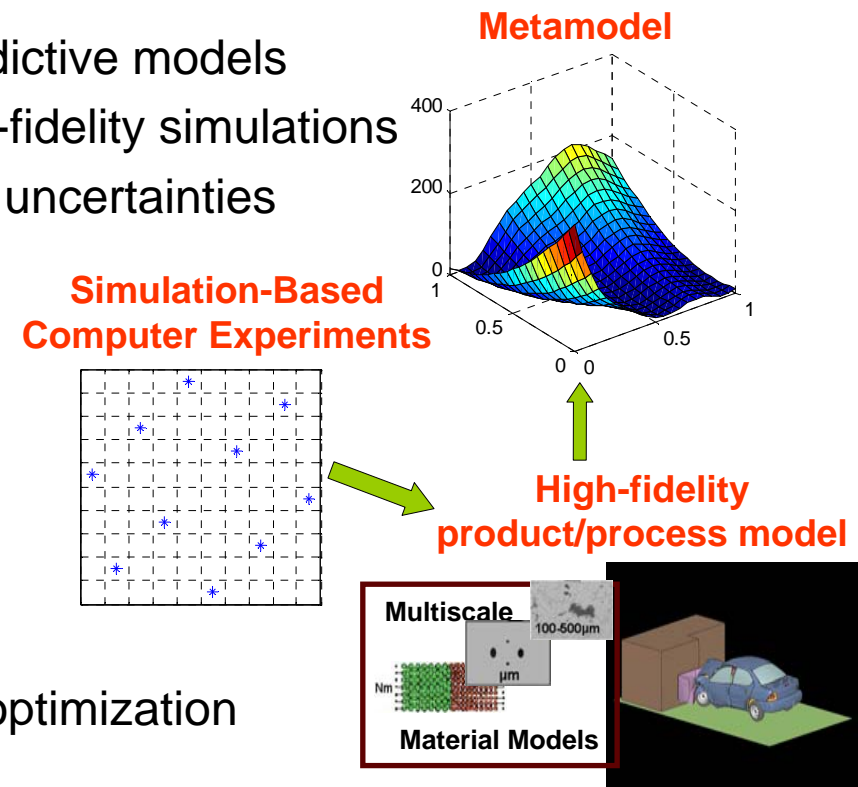 Metamodel
dictive models
-fidelity simulations
uncertainties
400
200
0
1
0.5
0
0
0.5
1
Simulation-Based
Computer Experiments
High-fidelity
product/process model
Multiscale
100-500µm
µm
Nm
Material Models
optimization